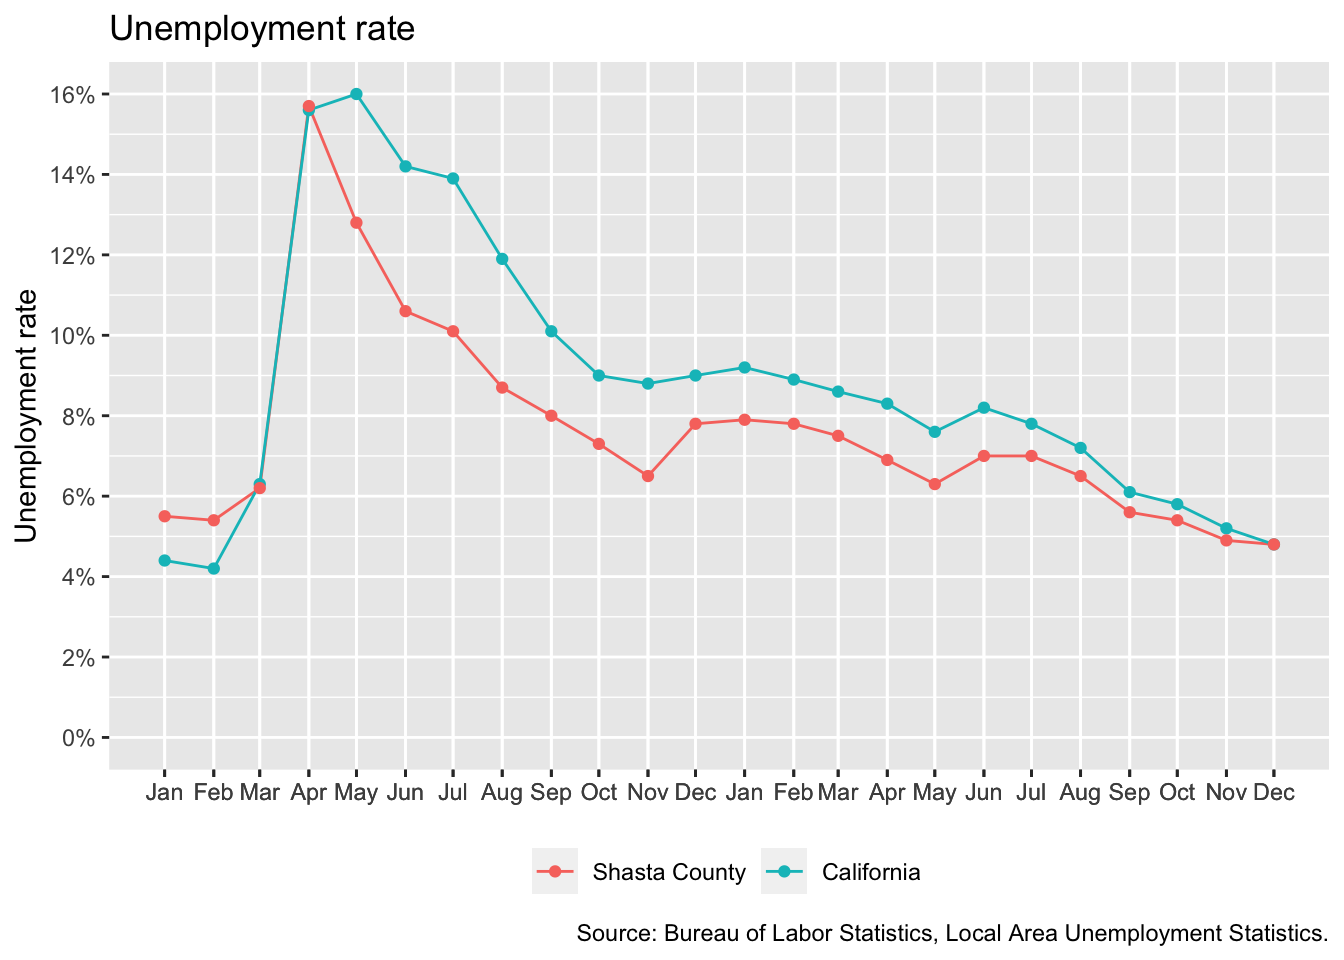 Unemployment rate
Unemployment rate
16%
14%
12%
10%
8%
6%
4%
2%
0%
Jan Feb Mar Apr May Jun Jul Aug Sep Oct Nov Dec Jan Feb Mar Apr May Jun Jul Aug Sep Oct Nov Dec
Shasta County California
Source: Bureau of Labor Statistics, Local Area Unemployment Statistics.